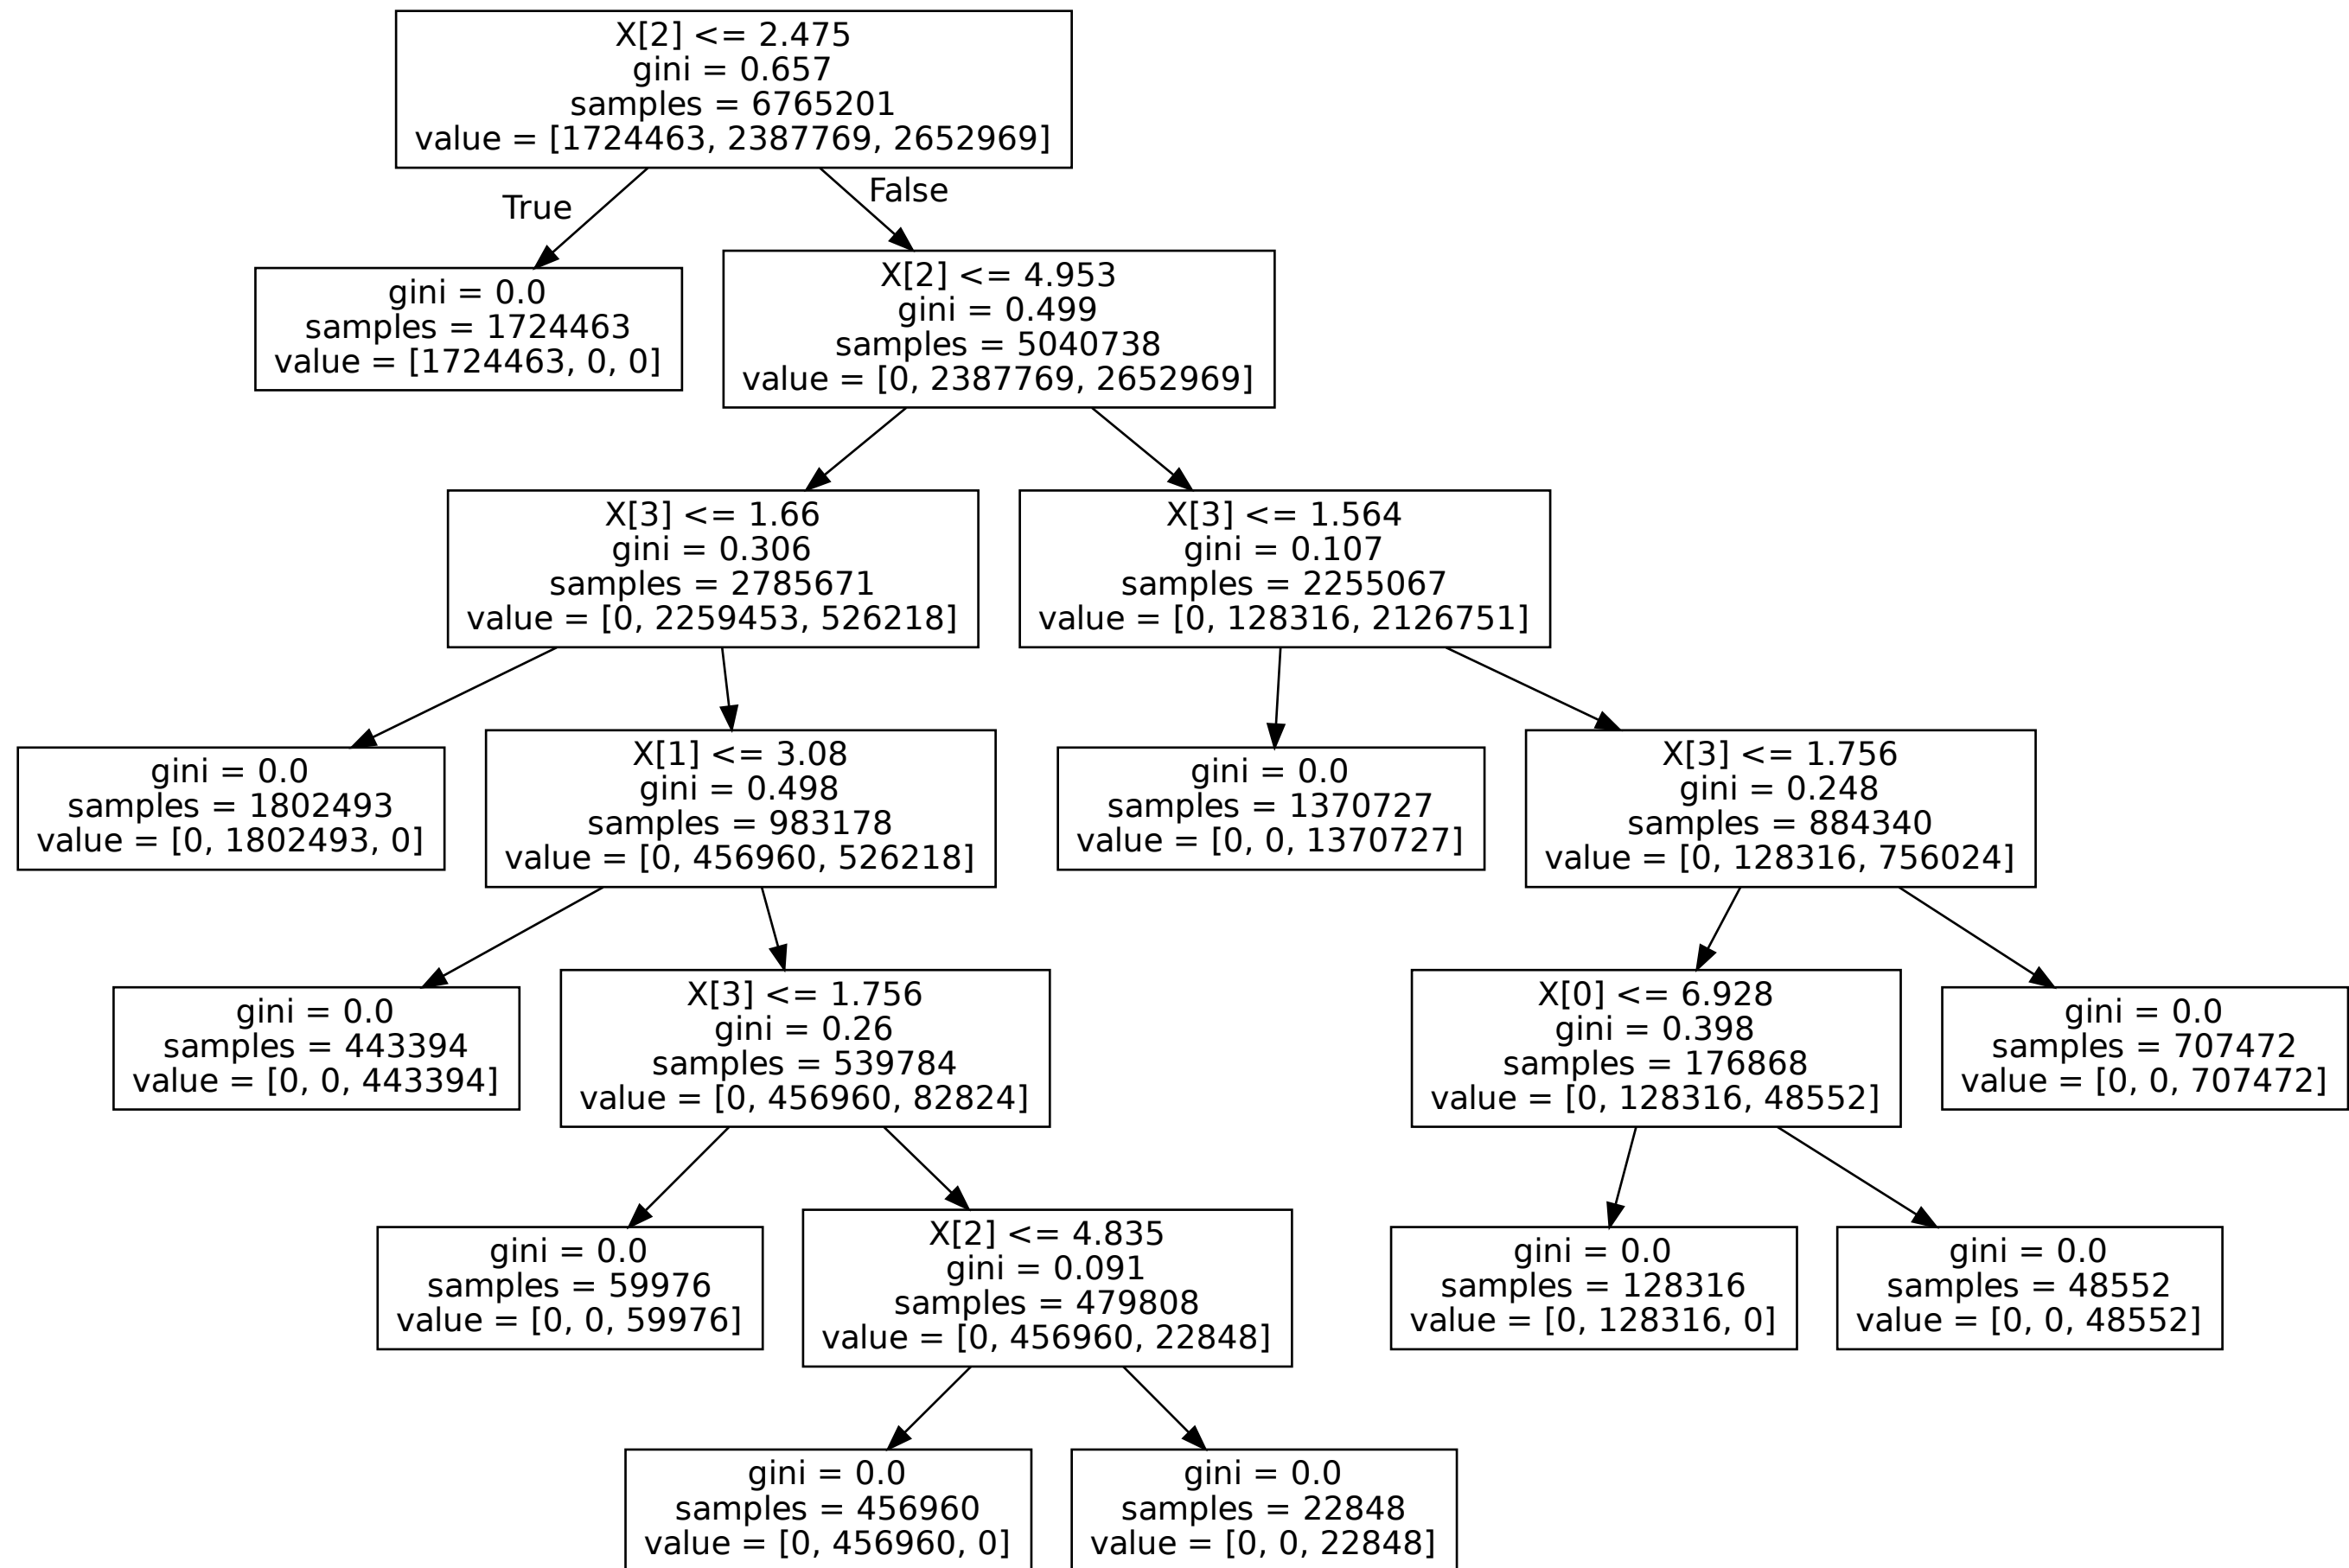 X[2] <= 2.475
gini = 0.657
samples = 6765201
value = [1724463, 2387769, 2652969]
True
False
gini = 0.0
samples = 1724463
value = [1724463, 0, 0]
X[2] <= 4.953
gini = 0.499
samples = 5040738
value = [0, 2387769, 2652969]
X[3] <= 1.66
gini = 0.306
samples = 2785671
value = [0, 2259453, 526218]
X[3] <= 1.564
gini = 0.107
samples = 2255067
value = [0, 128316, 2126751]
gini = 0.0
samples = 1802493
value = [0, 1802493, 0]
X[1] <= 3.08
gini = 0.498
samples = 983178
value = [0, 456960, 526218]
gini = 0.0
samples = 1370727
value = [0, 0, 1370727]
X[3] <= 1.756
gini = 0.248
samples = 884340
value = [0, 128316, 756024]
gini = 0.0
samples = 443394
value = [0, 0, 443394]
X[3] <= 1.756
gini = 0.26
samples = 539784
value = [0, 456960, 82824]
X[0] <= 6.928
gini = 0.398
samples = 176868
value = [0, 128316, 48552]
gini = 0.0
samples = 707472
value = [0, 0, 707472]
gini = 0.0
samples = 59976
value = [0, 0, 59976]
X[2] <= 4.835
gini = 0.091
samples = 479808
value = [0, 456960, 22848]
gini = 0.0
samples = 128316
value = [0, 128316, 0]
gini = 0.0
samples = 48552
value = [0, 0, 48552]
gini = 0.0
samples = 456960
value = [0, 456960, 0]
gini = 0.0
samples = 22848
value = [0, 0, 22848]